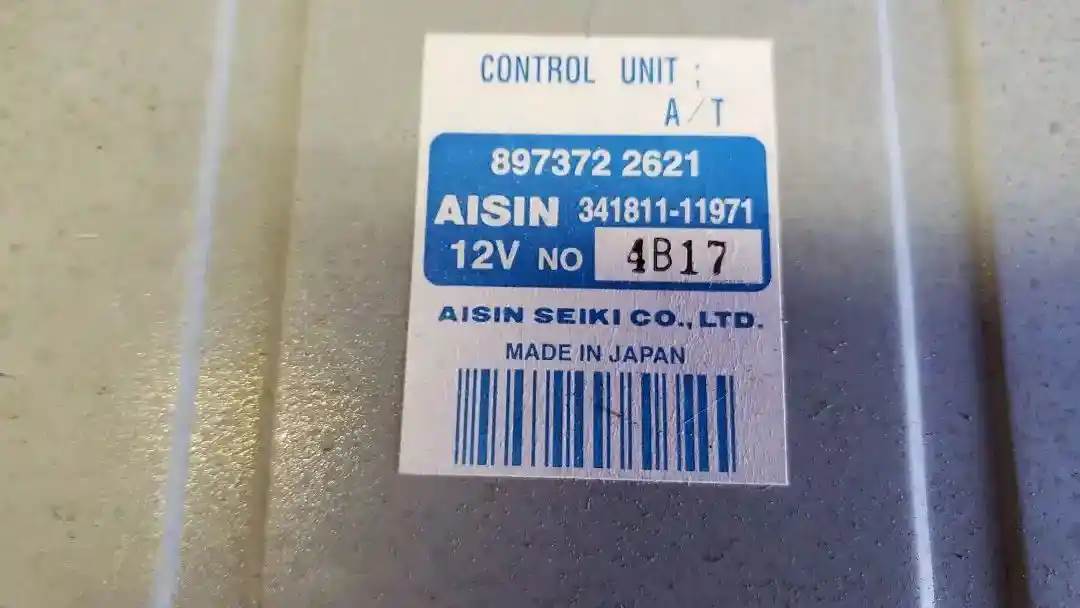 CONTROL UNIT ;
A/T
897372 2621
AISIN 341811-11971
12V NO 4B17
AISIN SEIKI CO.,LTD.
MADE IN JAPAN